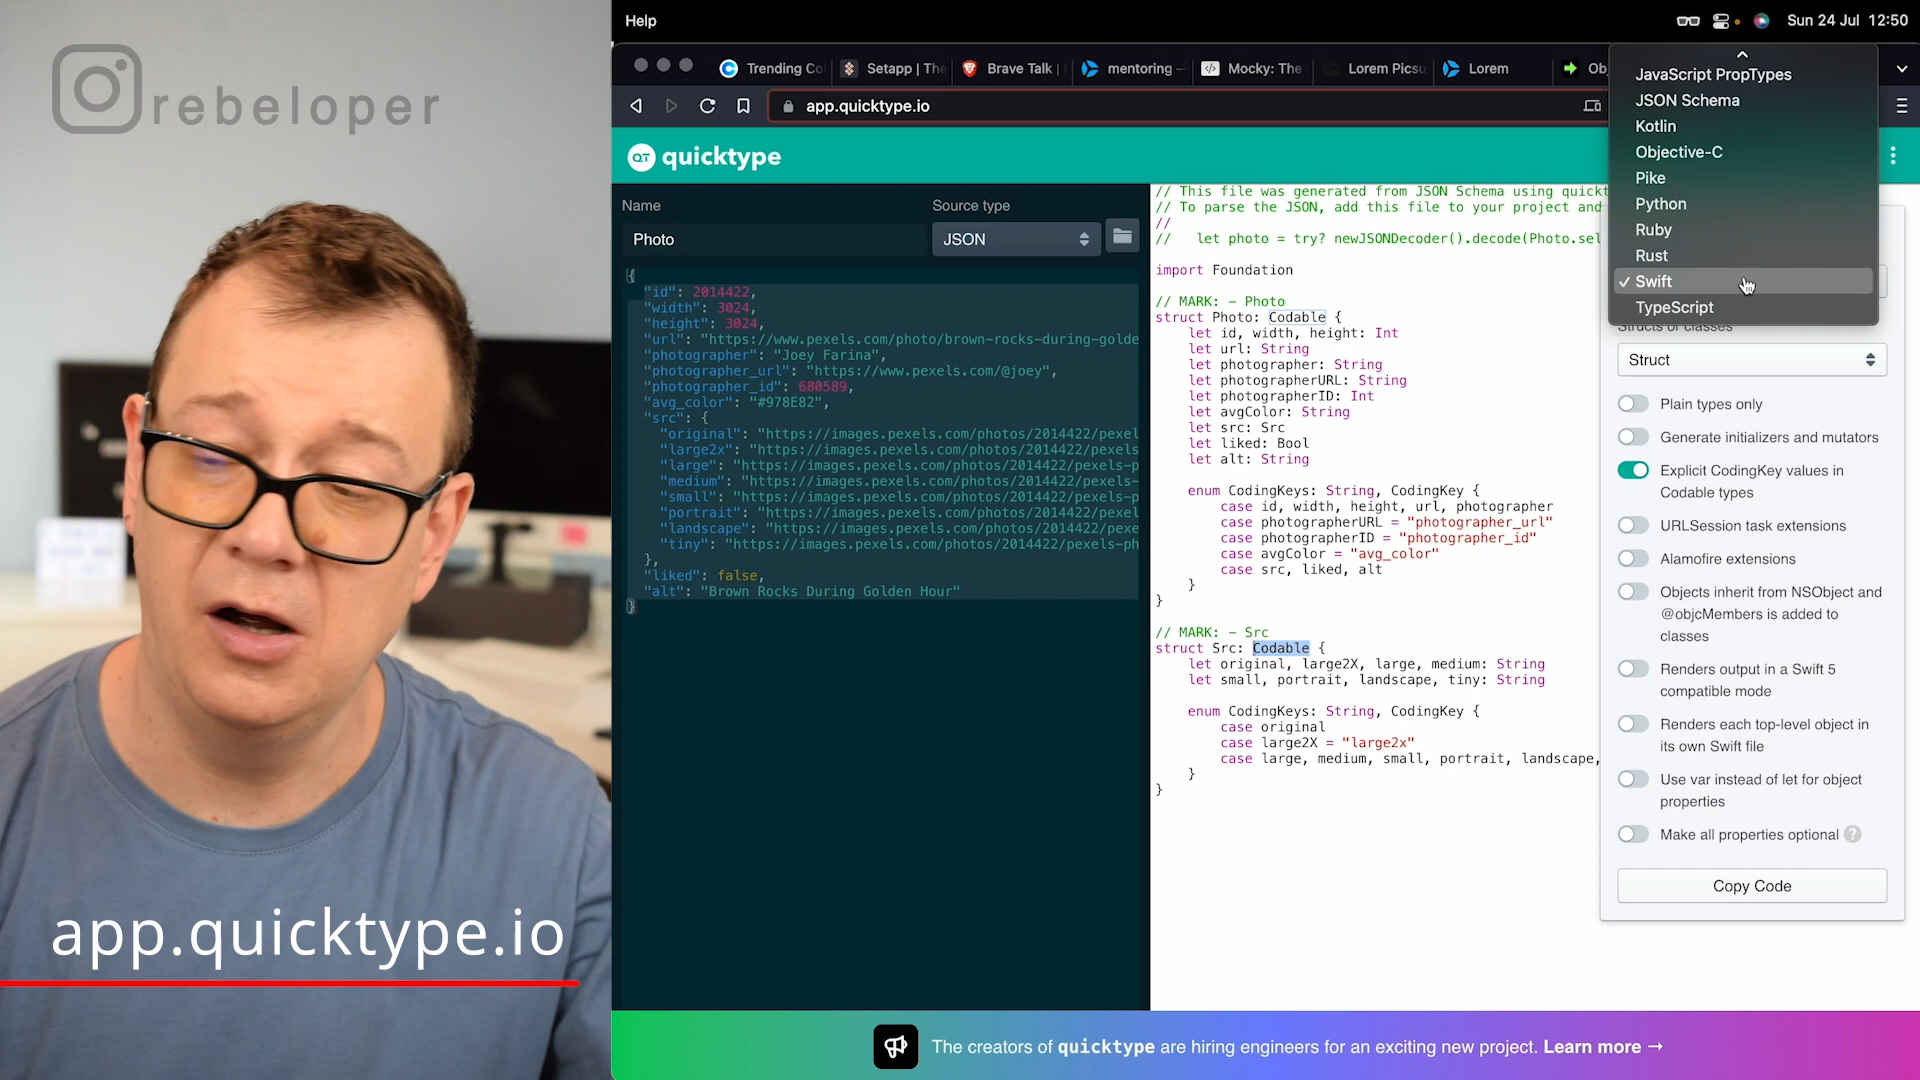 rebeloper
app.quicktype.io
Help
Sun 24 Jul 12:50
Trending Co
Setapp | The
Brave Talk |
mentoring –
Mocky: The
Lorem Picsu
Lorem
Ob
app.quicktype.io
QT quicktype
Name
Source type
Photo
JSON
{
"id": 2014422,
"width": 3024,
"height": 3024,
"url": "https://www.pexels.com/photo/brown-rocks-during-golde
"photographer": "Joey Farina",
"photographer_url": "https://www.pexels.com/@joey",
"photographer_id": 680589,
"avg_color": "#978E82",
"src": {
"original": "https://images.pexels.com/photos/2014422/pexel
"large2x": "https://images.pexels.com/photos/2014422/pexels
"large": "https://images.pexels.com/photos/2014422/pexels-p
"medium": "https://images.pexels.com/photos/2014422/pexels-
"small": "https://images.pexels.com/photos/2014422/pexels-p
"portrait": "https://images.pexels.com/photos/2014422/pexel
"landscape": "https://images.pexels.com/photos/2014422/pexe
"tiny": "https://images.pexels.com/photos/2014422/pexels-ph
},
"liked": false,
"alt": "Brown Rocks During Golden Hour"
}
// This file was generated from JSON Schema using quickt
// To parse the JSON, add this file to your project and
//
// let photo = try? newJSONDecoder().decode(Photo.sel
import Foundation
// MARK: - Photo
struct Photo: Codable {
let id, width, height: Int
let url: String
let photographer: String
let photographerURL: String
let photographerID: Int
let avgColor: String
let src: Src
let liked: Bool
let alt: String
enum CodingKeys: String, CodingKey {
case id, width, height, url, photographer
case photographerURL = "photographer_url"
case photographerID = "photographer_id"
case avgColor = "avg_color"
case src, liked, alt
}
}
// MARK: - Src
struct Src: Codable {
let original, large2X, large, medium: String
let small, portrait, landscape, tiny: String
enum CodingKeys: String, CodingKey {
case original
case large2X = "large2x"
case large, medium, small, portrait, landscape,
}
}
JavaScript PropTypes
JSON Schema
Kotlin
Objective-C
Pike
Python
Ruby
Rust
✓ Swift
TypeScript
Structs or classes
Struct
Plain types only
Generate initializers and mutators
Explicit CodingKey values in
Codable types
URLSession task extensions
Alamofire extensions
Objects inherit from NSObject and
@objcMembers is added to
classes
Renders output in a Swift 5
compatible mode
Renders each top-level object in
its own Swift file
Use var instead of let for object
properties
Make all properties optional ?
Copy Code
The creators of quicktype are hiring engineers for an exciting new project. Learn more →